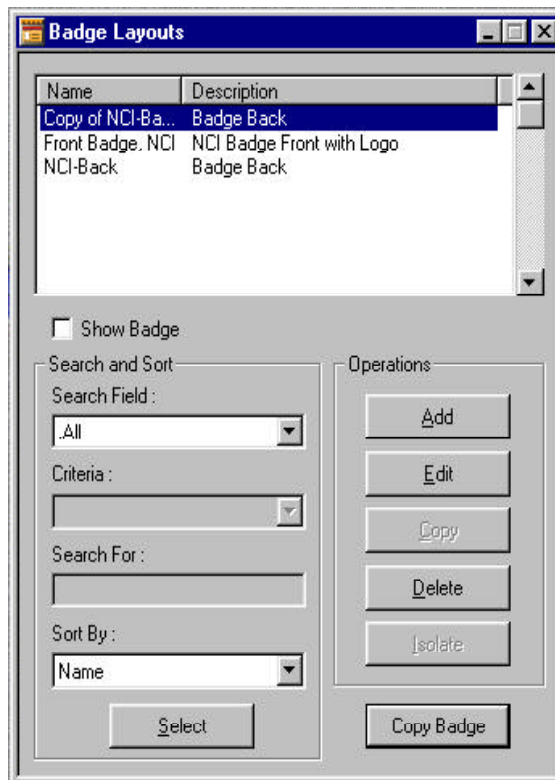 Badge Layouts
Name Description
Copy of NCI-Ba... Badge Back
Front Badge, NCI NCI Badge Front with Logo
NCI-Back Badge Back
Show Badge
Search and Sort
Search Field :
.All
Criteria :
Search For :
Sort By :
Name
Select
Operations
Add
Edit
Copy
Delete
Isolate
Copy Badge